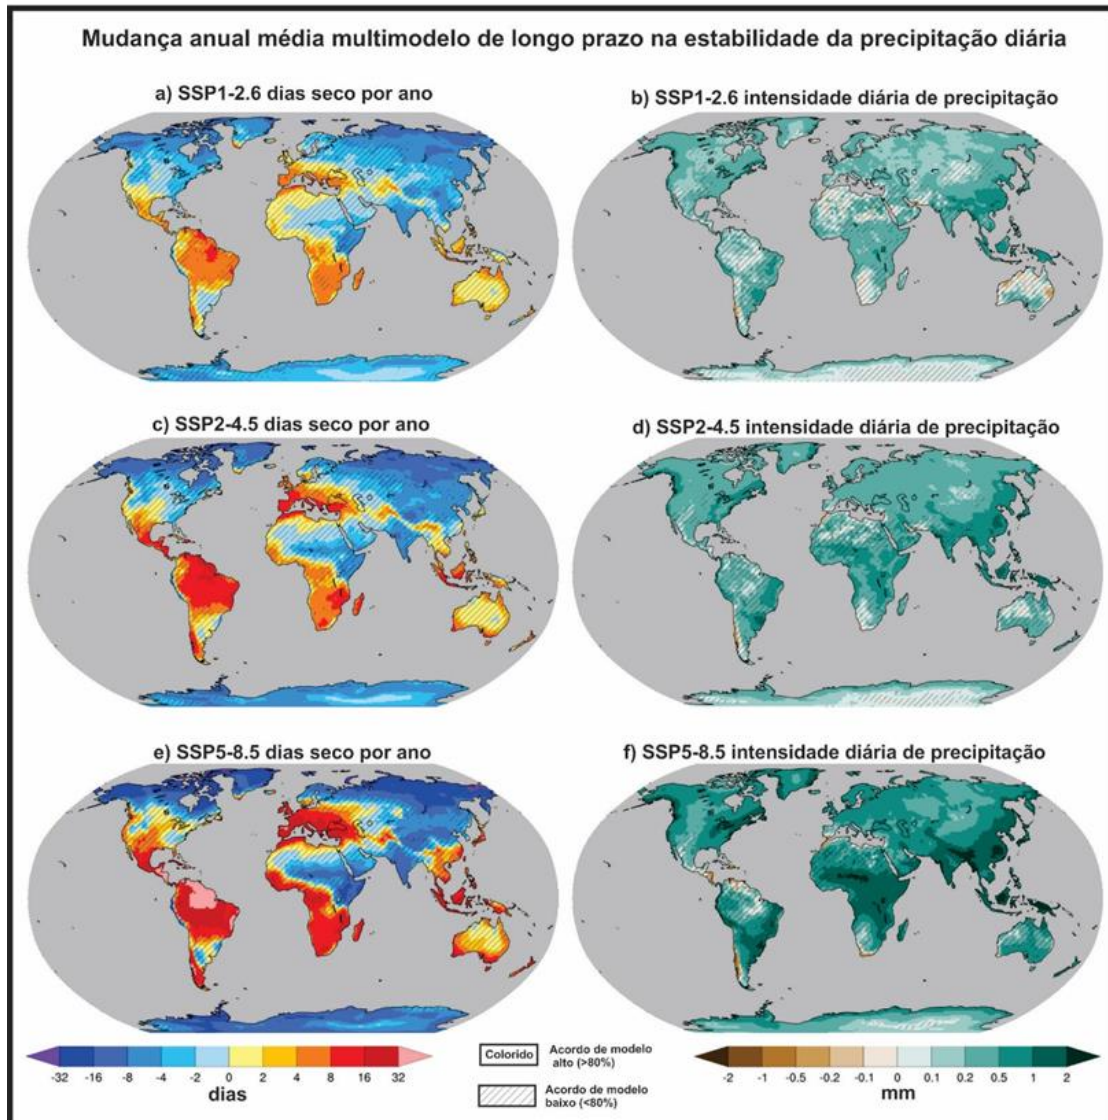 Mudança anual média multimodelo de longo prazo na estabilidade da precipitação diária
a) SSP1-2.6 dias seco por ano
b) SSP1-2.6 intensidade diária de precipitação
c) SSP2-4.5 dias seco por ano
d) SSP2-4.5 intensidade diária de precipitação
e) SSP5-8.5 dias seco por ano
f) SSP5-8.5 intensidade diária de precipitação
-32 -16 -8 -4 -2 0 2 4 8 16 32
dias
Colorido
Acordo de modelo
alto (>80%)
Acordo de modelo
baixo (<80%)
-2 -1 -0.5 -0.2 -0.1 0 0.1 0.2 0.5 1 2
mm